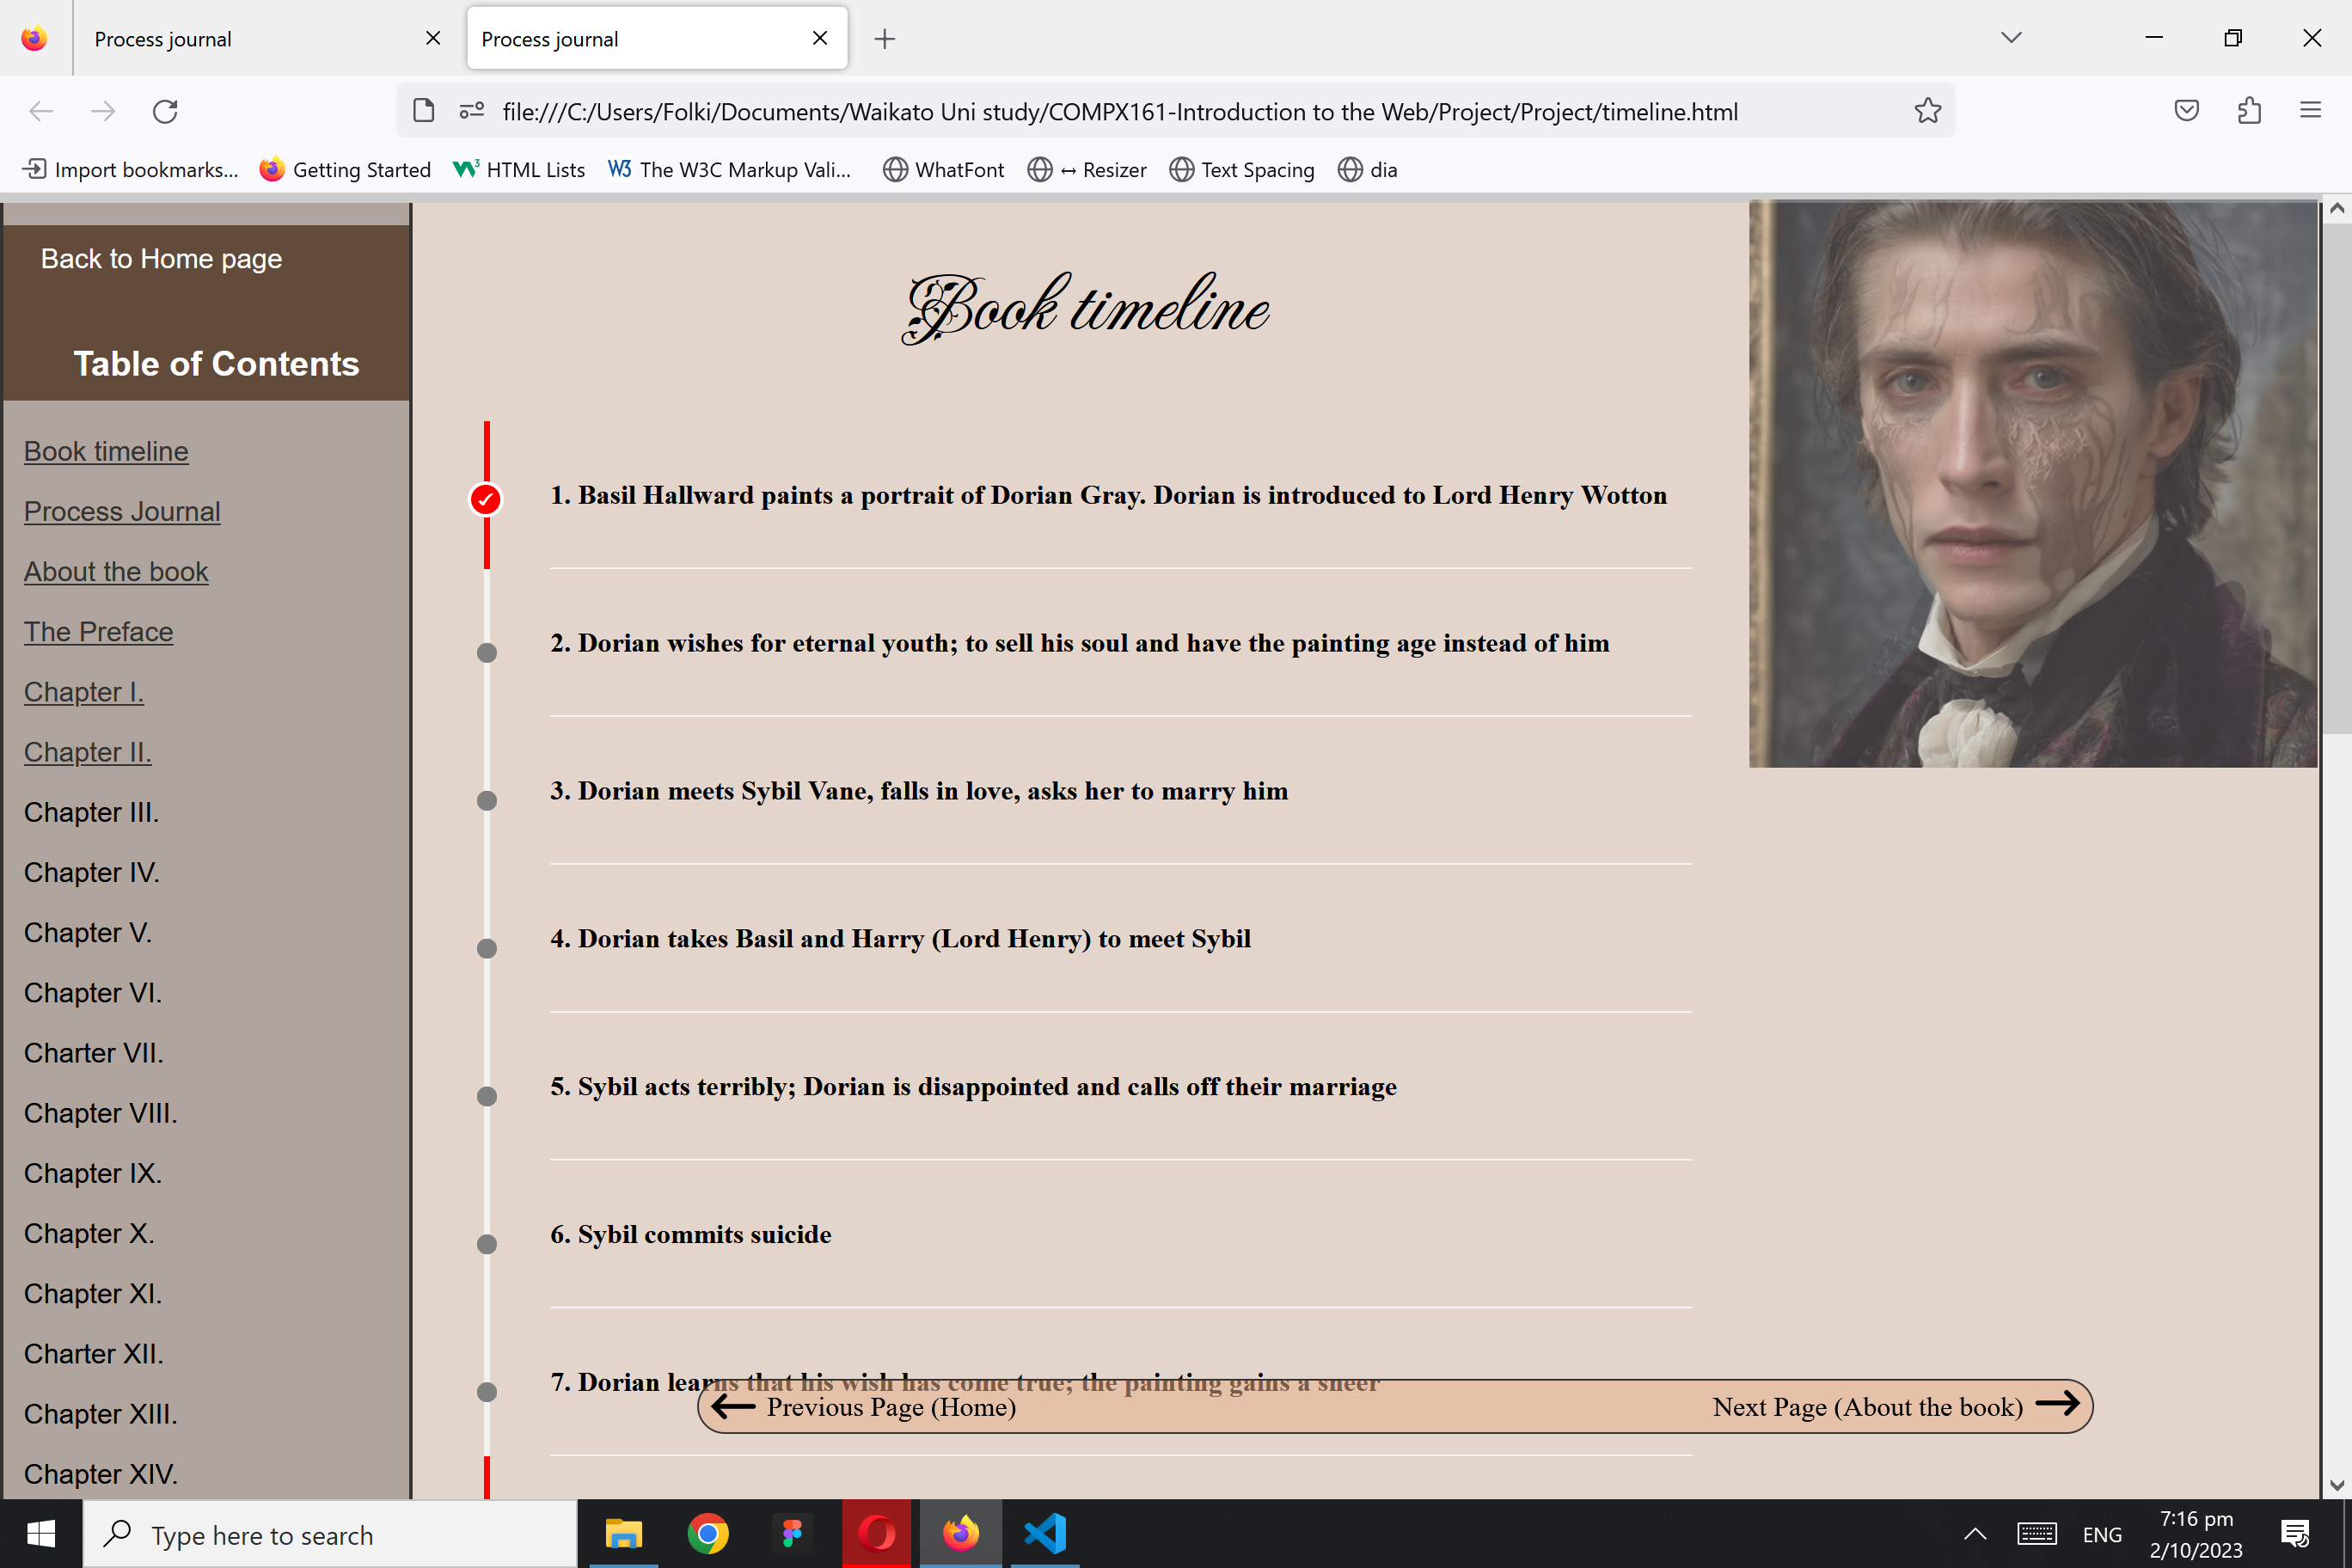 Process journal
Process journal
file:///C:/Users/Folki/Documents/Waikato Uni study/COMPX161-Introduction to the Web/Project/Project/timeline.html
Import bookmarks... Getting Started HTML Lists The W3C Markup Vali... WhatFont ↔ Resizer Text Spacing dia
Back to Home page
Table of Contents
Book timeline
Process Journal
About the book
The Preface
Chapter I.
Chapter II.
Chapter III.
Chapter IV.
Chapter V.
Chapter VI.
Charter VII.
Chapter VIII.
Chapter IX.
Chapter X.
Chapter XI.
Charter XII.
Chapter XIII.
Chapter XIV.
Book timeline
1. Basil Hallward paints a portrait of Dorian Gray. Dorian is introduced to Lord Henry Wotton
2. Dorian wishes for eternal youth; to sell his soul and have the painting age instead of him
3. Dorian meets Sybil Vane, falls in love, asks her to marry him
4. Dorian takes Basil and Harry (Lord Henry) to meet Sybil
5. Sybil acts terribly; Dorian is disappointed and calls off their marriage
6. Sybil commits suicide
7. Dorian learns that his wish has come true; the painting gains a sneer
Previous Page (Home) Next Page (About the book)
Type here to search
ENG
7:16 pm
2/10/2023